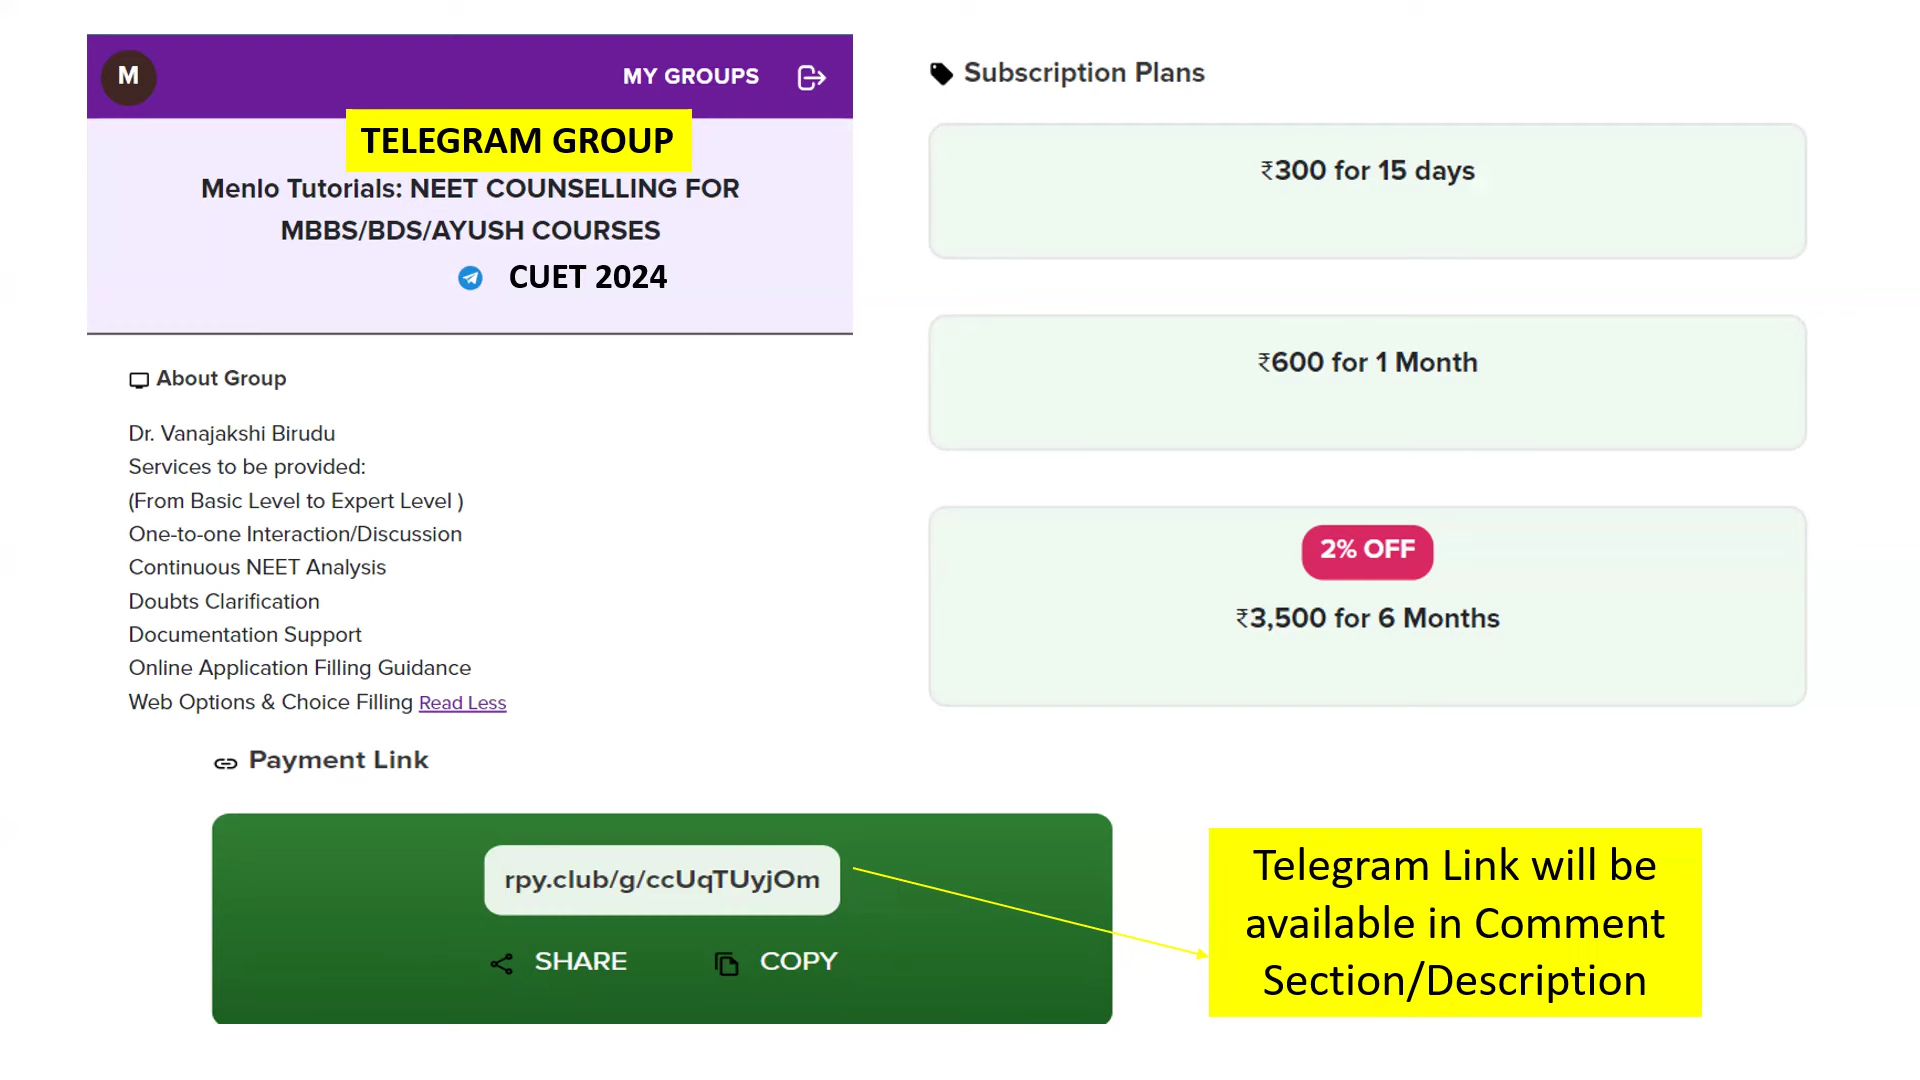 M
MY GROUPS
TELEGRAM GROUP
Menlo Tutorials: NEET COUNSELLING FOR
MBBS/BDS/AYUSH COURSES
CUET 2024
About Group
Dr. Vanajakshi Birudu
Services to be provided:
(From Basic Level to Expert Level )
One-to-one Interaction/Discussion
Continuous NEET Analysis
Doubts Clarification
Documentation Support
Online Application Filling Guidance
Web Options & Choice Filling Read Less
Subscription Plans
₹300 for 15 days
₹600 for 1 Month
2% OFF
₹3,500 for 6 Months
Payment Link
rpy.club/g/ccUqTUyjOm
SHARE
COPY
Telegram Link will be
available in Comment
Section/Description